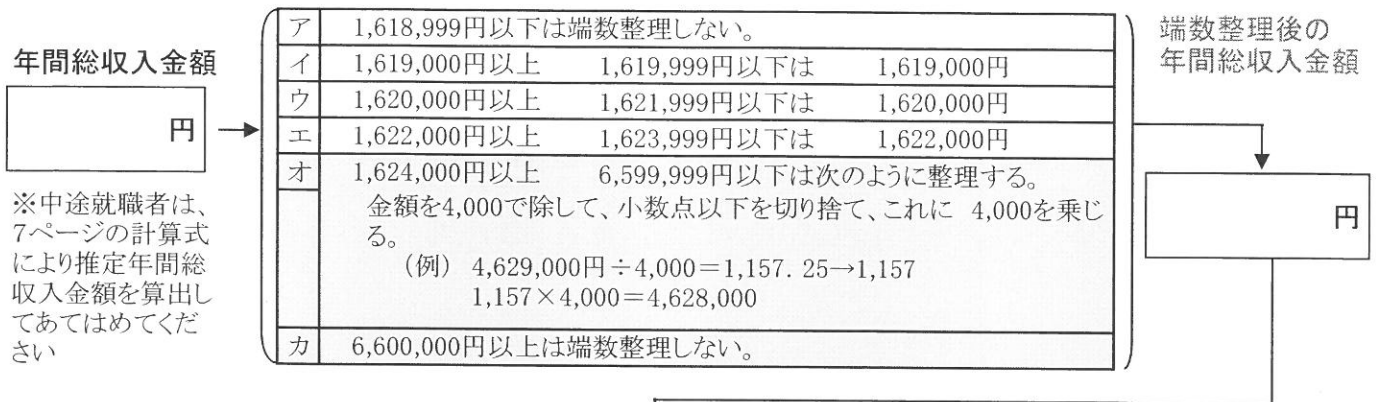 年間総収入金額
円
※中途就職者は、
7ページの計算式
により推定年間総
収入金額を算出し
てあてはめてくだ
さい
ア 1,618,999円以下は端数整理しない。
イ 1,619,000円以上 1,619,999円以下は 1,619,000円
ウ 1,620,000円以上 1,621,999円以下は 1,620,000円
エ 1,622,000円以上 1,623,999円以下は 1,622,000円
オ 1,624,000円以上 6,599,999円以下は次のように整理する。
金額を4,000で除して、小数点以下を切り捨て、これに 4,000を乗じ
る。
(例) 4,629,000円÷4,000=1,157. 25→1,157
1,157×4,000=4,628,000
カ 6,600,000円以上は端数整理しない。
端数整理後の
年間総収入金額
円